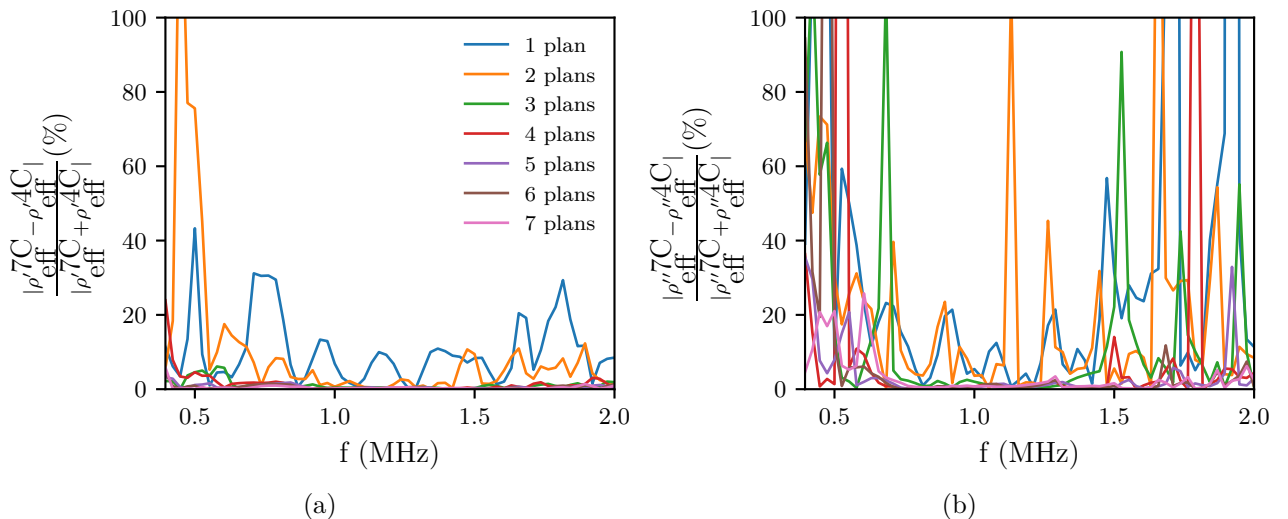 |ρ′7C eff −ρ′4C eff| / |ρ′7C eff +ρ′4C eff| (%)
100
80
60
40
20
0
0.5 1.0 1.5 2.0
f (MHz)
1 plan
2 plans
3 plans
4 plans
5 plans
6 plans
7 plans
(a)
|ρ″7C eff −ρ″4C eff| / |ρ″7C eff +ρ″4C eff| (%)
100
80
60
40
20
0
0.5 1.0 1.5 2.0
f (MHz)
(b)